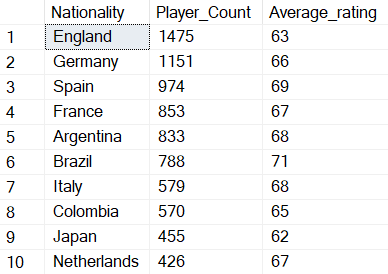 Nationality Player_Count Average_rating
1 England 1475 63
2 Germany 1151 66
3 Spain 974 69
4 France 853 67
5 Argentina 833 68
6 Brazil 788 71
7 Italy 579 68
8 Colombia 570 65
9 Japan 455 62
10 Netherlands 426 67